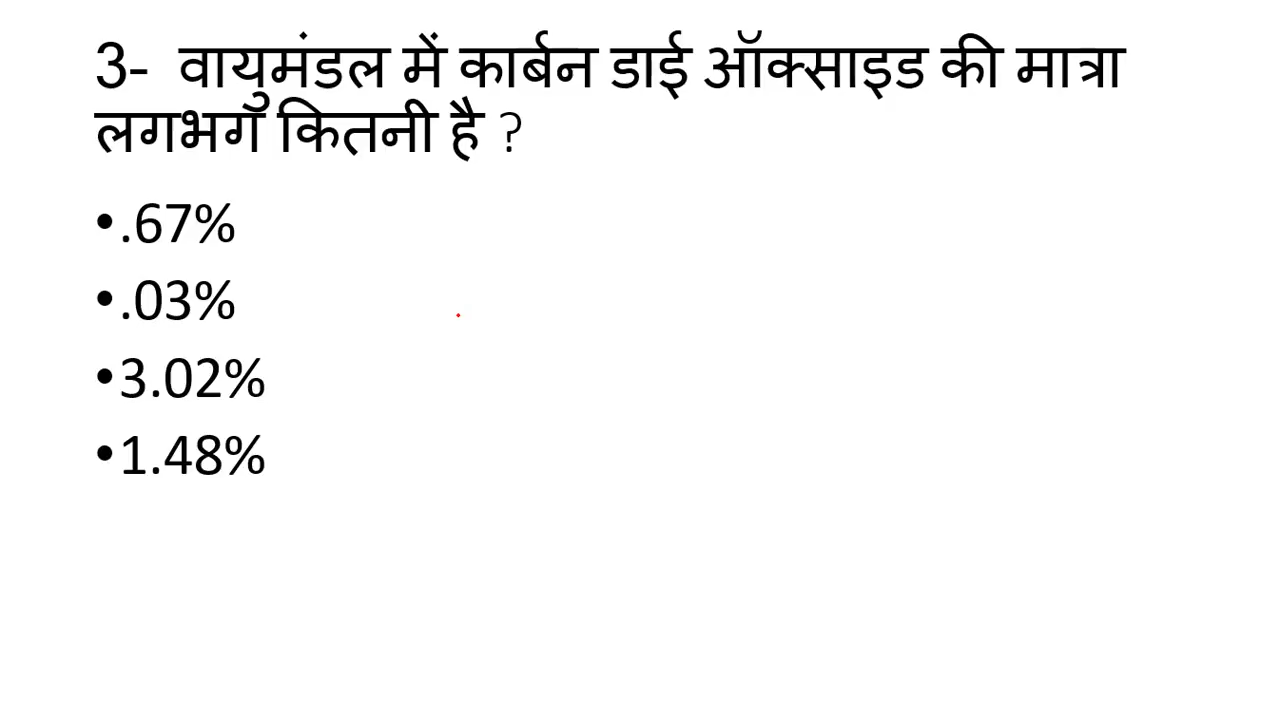 3- वायुमंडल में कार्बन डाई ऑक्साइड की मात्रा
लगभग कितनी है ?
•.67%
•.03%
•3.02%
•1.48%